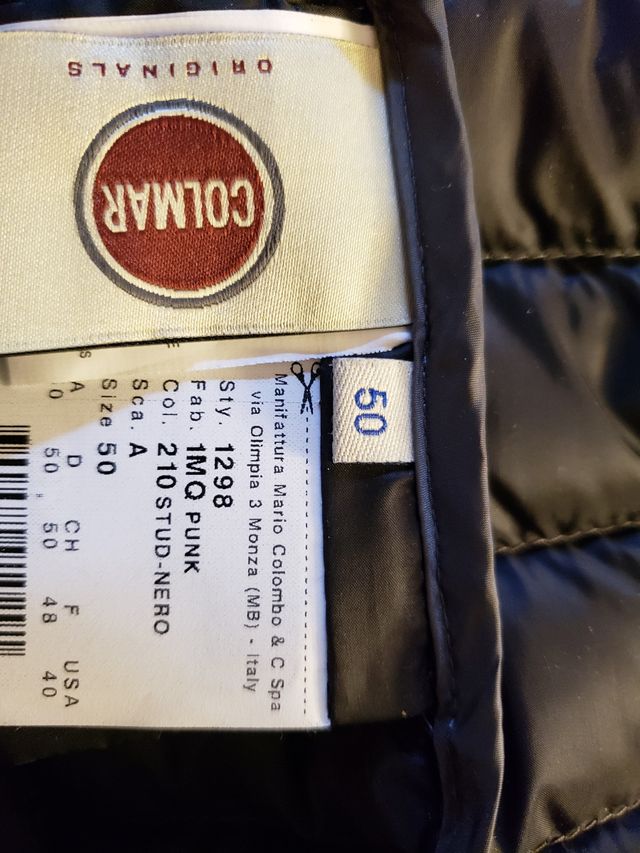 ORIGINALS
COLMAR
50
Manifattura Mario Colombo & C Spa
via Olimpia 3 Monza (MB) - Italy
Sty. 1298
Fab. 1MQ PUNK
Col. 210 STUD-NERO
Sca. A
Size 50
A D CH F USA
50 50 48 40